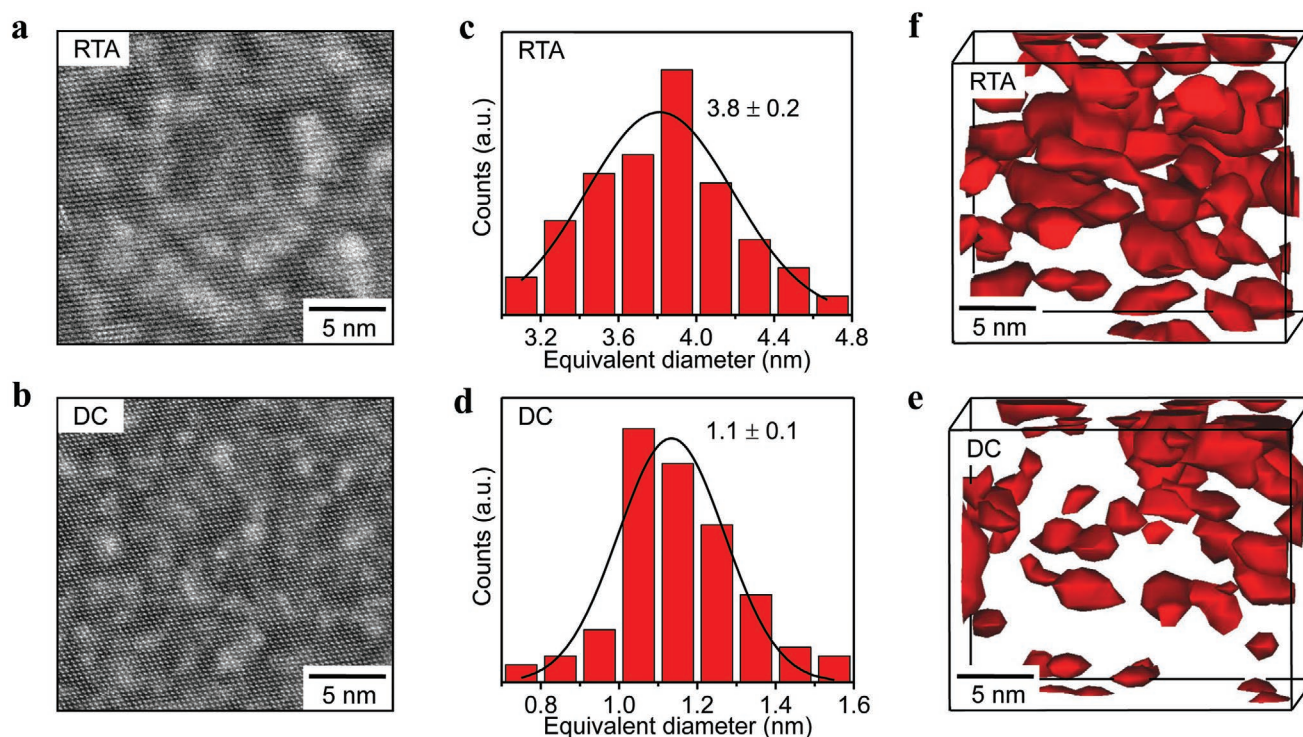 a
RTA
5 nm
b
DC
5 nm
c
RTA
3.8 ± 0.2
Counts (a.u.)
3.2 3.6 4.0 4.4 4.8
Equivalent diameter (nm)
d
DC
1.1 ± 0.1
Counts (a.u.)
0.8 1.0 1.2 1.4 1.6
Equivalent diameter (nm)
f
RTA
5 nm
e
DC
5 nm